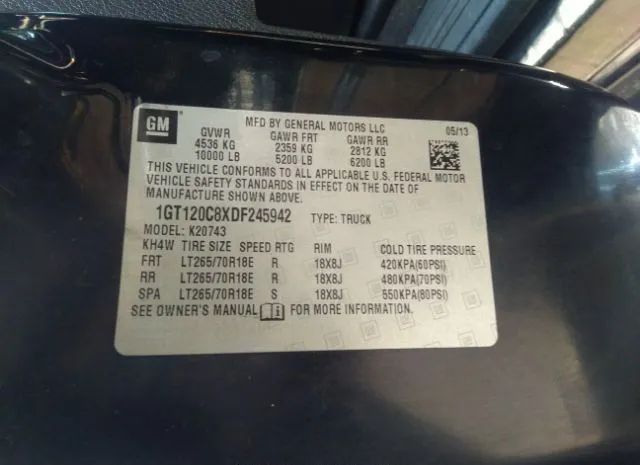 GM
MFD BY GENERAL MOTORS LLC 05/13
GVWR GAWR FRT GAWR RR
4536 KG 2359 KG 2812 KG
10000 LB 5200 LB 6200 LB
THIS VEHICLE CONFORMS TO ALL APPLICABLE U.S. FEDERAL MOTOR
VEHICLE SAFETY STANDARDS IN EFFECT ON THE DATE OF
MANUFACTURE SHOWN ABOVE.
1GT120C8XDF245942 TYPE: TRUCK
MODEL: K20743
KH4W TIRE SIZE SPEED RTG RIM COLD TIRE PRESSURE
FRT LT265/70R18E R 18X8J 420KPA(60PSI)
RR LT265/70R18E R 18X8J 480KPA(70PSI)
SPA LT265/70R18E S 18X8J 550KPA(80PSI)
SEE OWNER'S MANUAL FOR MORE INFORMATION.